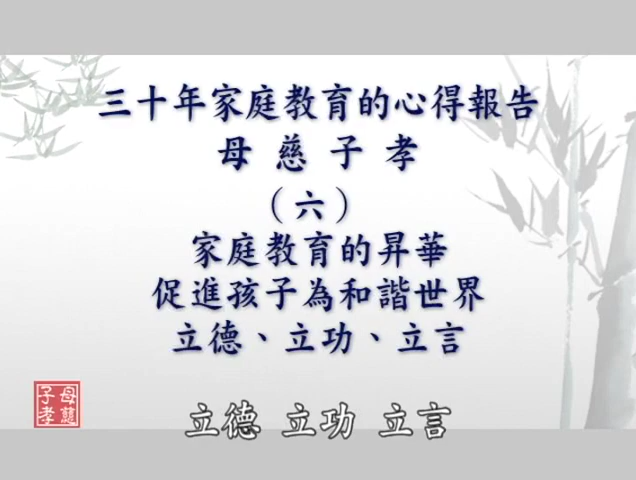 三十年家庭教育的心得報告
母慈子孝
（六）
家庭教育的昇華
促進孩子為和諧世界
立德、立功、立言
母慈子孝
立德 立功 立言